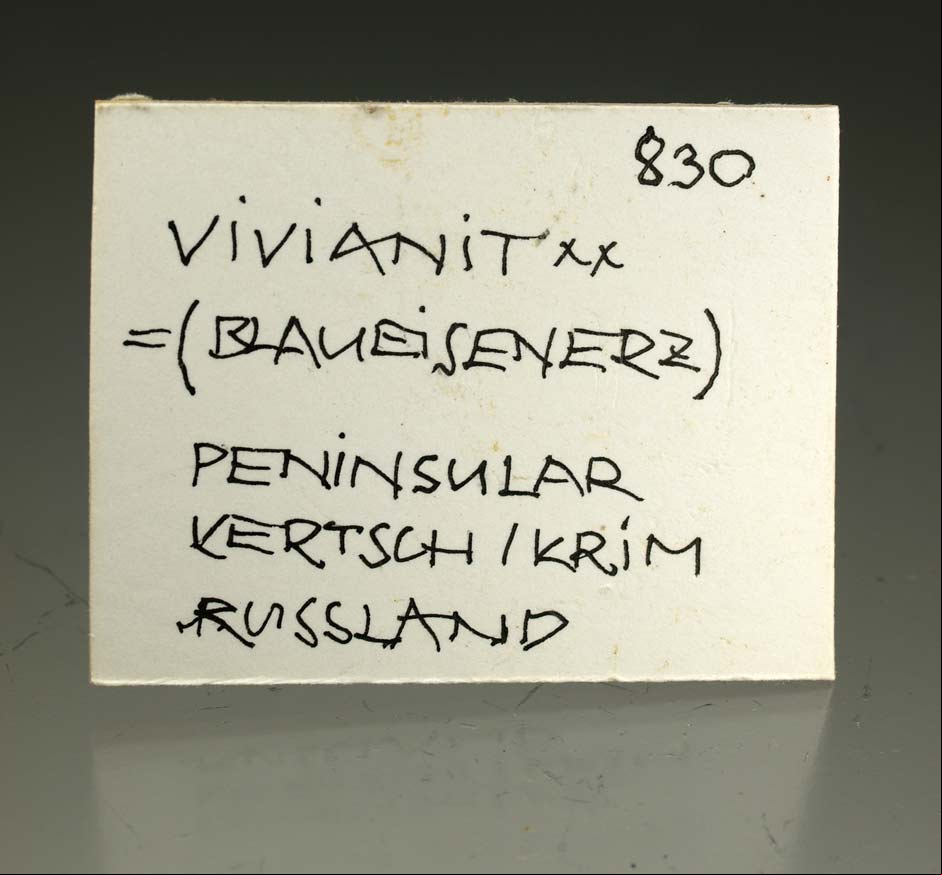 830
ViViANiT xx
=(BLAUEiSENERZ)
PENiNSULAR
KERTSCH / KRiM
RUSSLAND